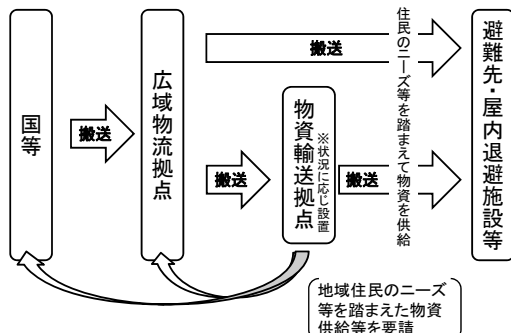 国等
搬送
広域物流拠点
搬送
搬送
物資輸送拠点
※状況に応じ設置
搬送
住民のニーズ等を踏まえて物資を供給
避難先・屋内退避施設等
地域住民のニーズ
等を踏まえた物資
供給等を要請